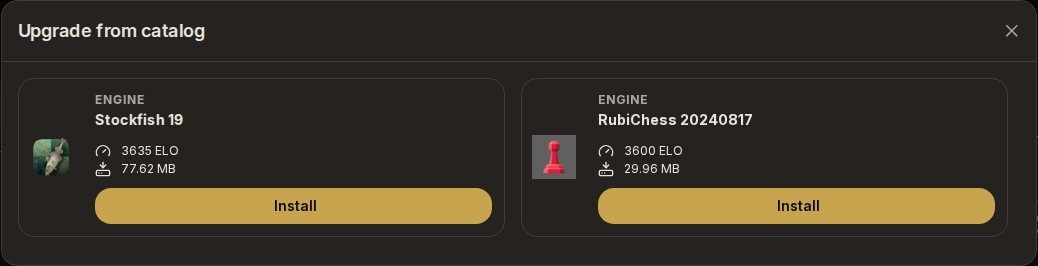 Upgrade from catalog
ENGINE
Stockfish 19
3635 ELO
77.62 MB
Install
ENGINE
RubiChess 20240817
3600 ELO
29.96 MB
Install